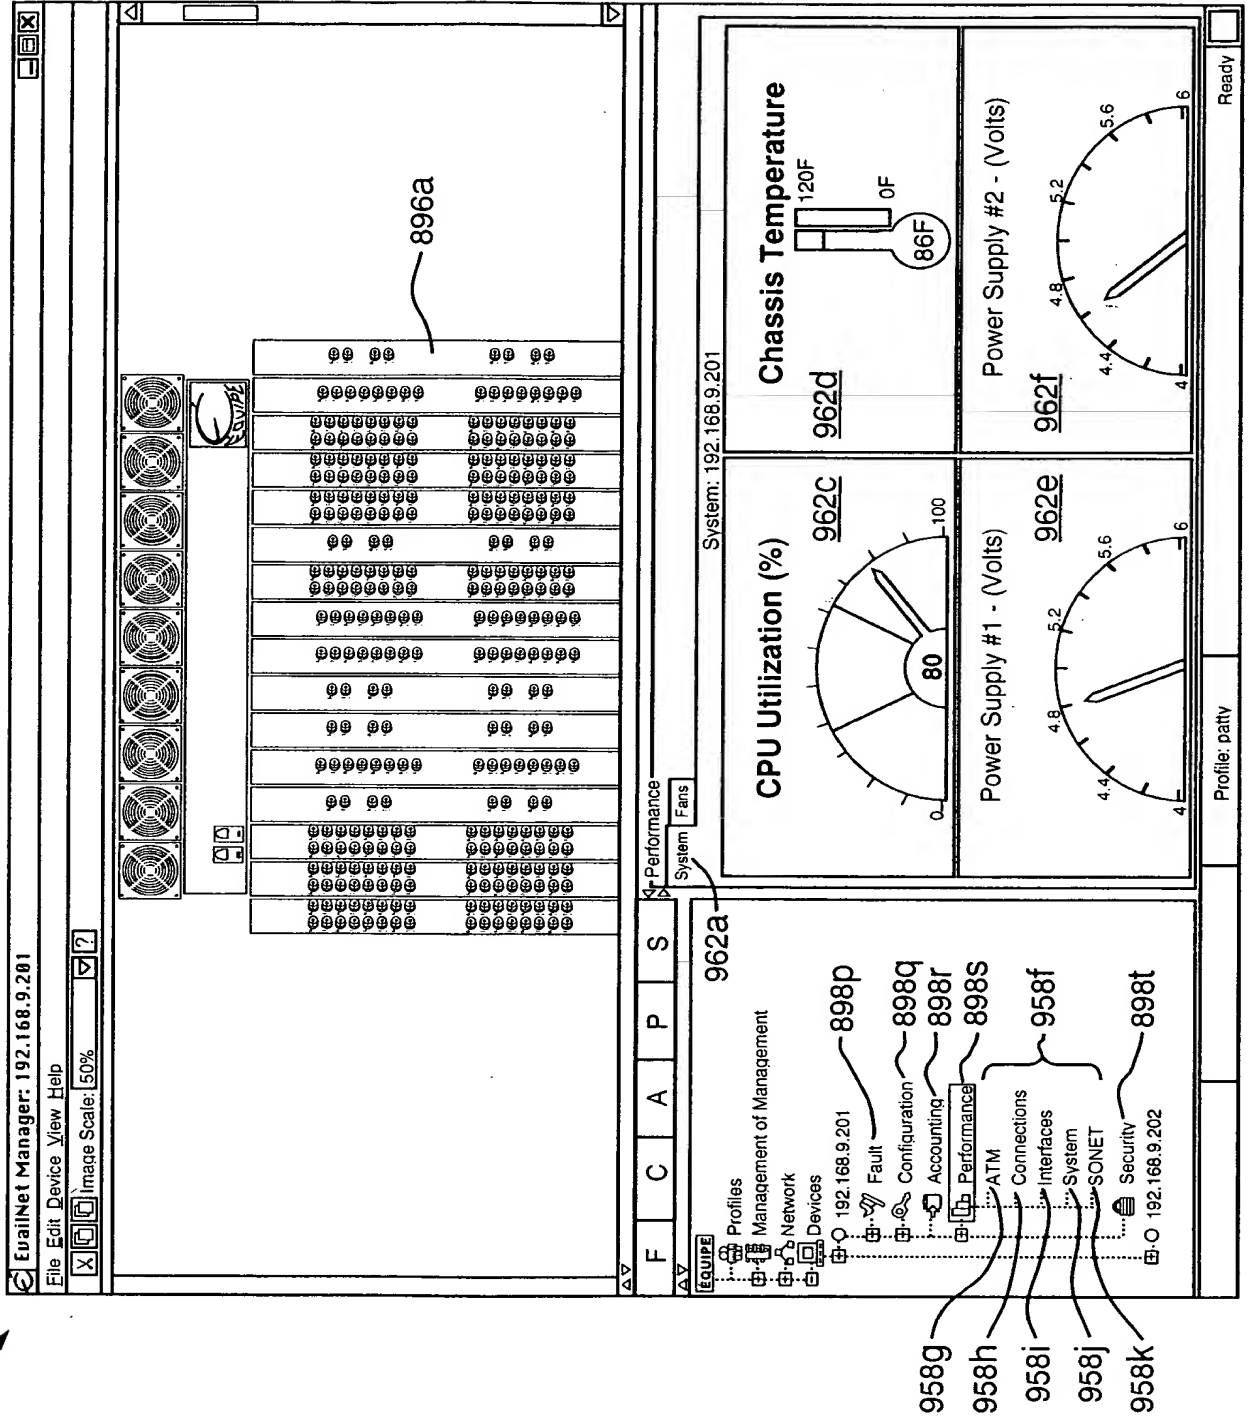 EvailNet Manager: 192.168.9.201
File Edit Device View Help
X
Image Scale: 50%
?
EQUIPE
896a
F C A P S
EQUIPE
Profiles
Management of Management
Network
Devices
192.168.9.201
Fault
Configuration
Accounting
Performance
ATM
Connections
Interfaces
System
SONET
Security
192.168.9.202
898p
898q
898r
898s
958f
898t
958g
958h
958i
958j
958k
962a
Performance
System Fans
System: 192.168.9.201
CPU Utilization (%)
962c
0
100
80
Chassis Temperature
962d
120F
0F
86F
Power Supply #1 - (Volts)
962e
4
4.4
4.8
5.2
5.6
6
Power Supply #2 - (Volts)
962f
4
4.4
4.8
5.2
5.6
6
Profile: patty
Ready